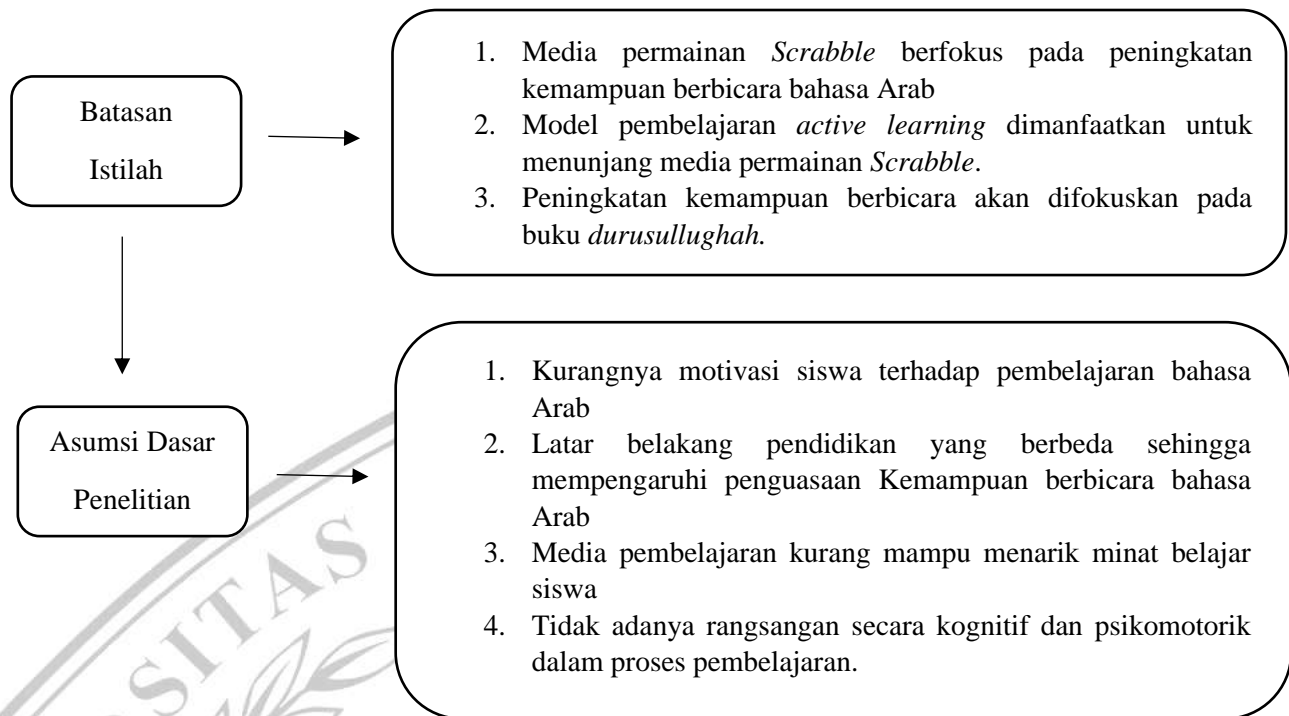 Batasan
Istilah
1. Media permainan Scrabble berfokus pada peningkatan
kemampuan berbicara bahasa Arab
2. Model pembelajaran active learning dimanfaatkan untuk
menunjang media permainan Scrabble.
3. Peningkatan kemampuan berbicara akan difokuskan pada
buku durusullughah.
Asumsi Dasar
Penelitian
1. Kurangnya motivasi siswa terhadap pembelajaran bahasa
Arab
2. Latar belakang pendidikan yang berbeda sehingga
mempengaruhi penguasaan Kemampuan berbicara bahasa
Arab
3. Media pembelajaran kurang mampu menarik minat belajar
siswa
4. Tidak adanya rangsangan secara kognitif dan psikomotorik
dalam proses pembelajaran.
SITAS